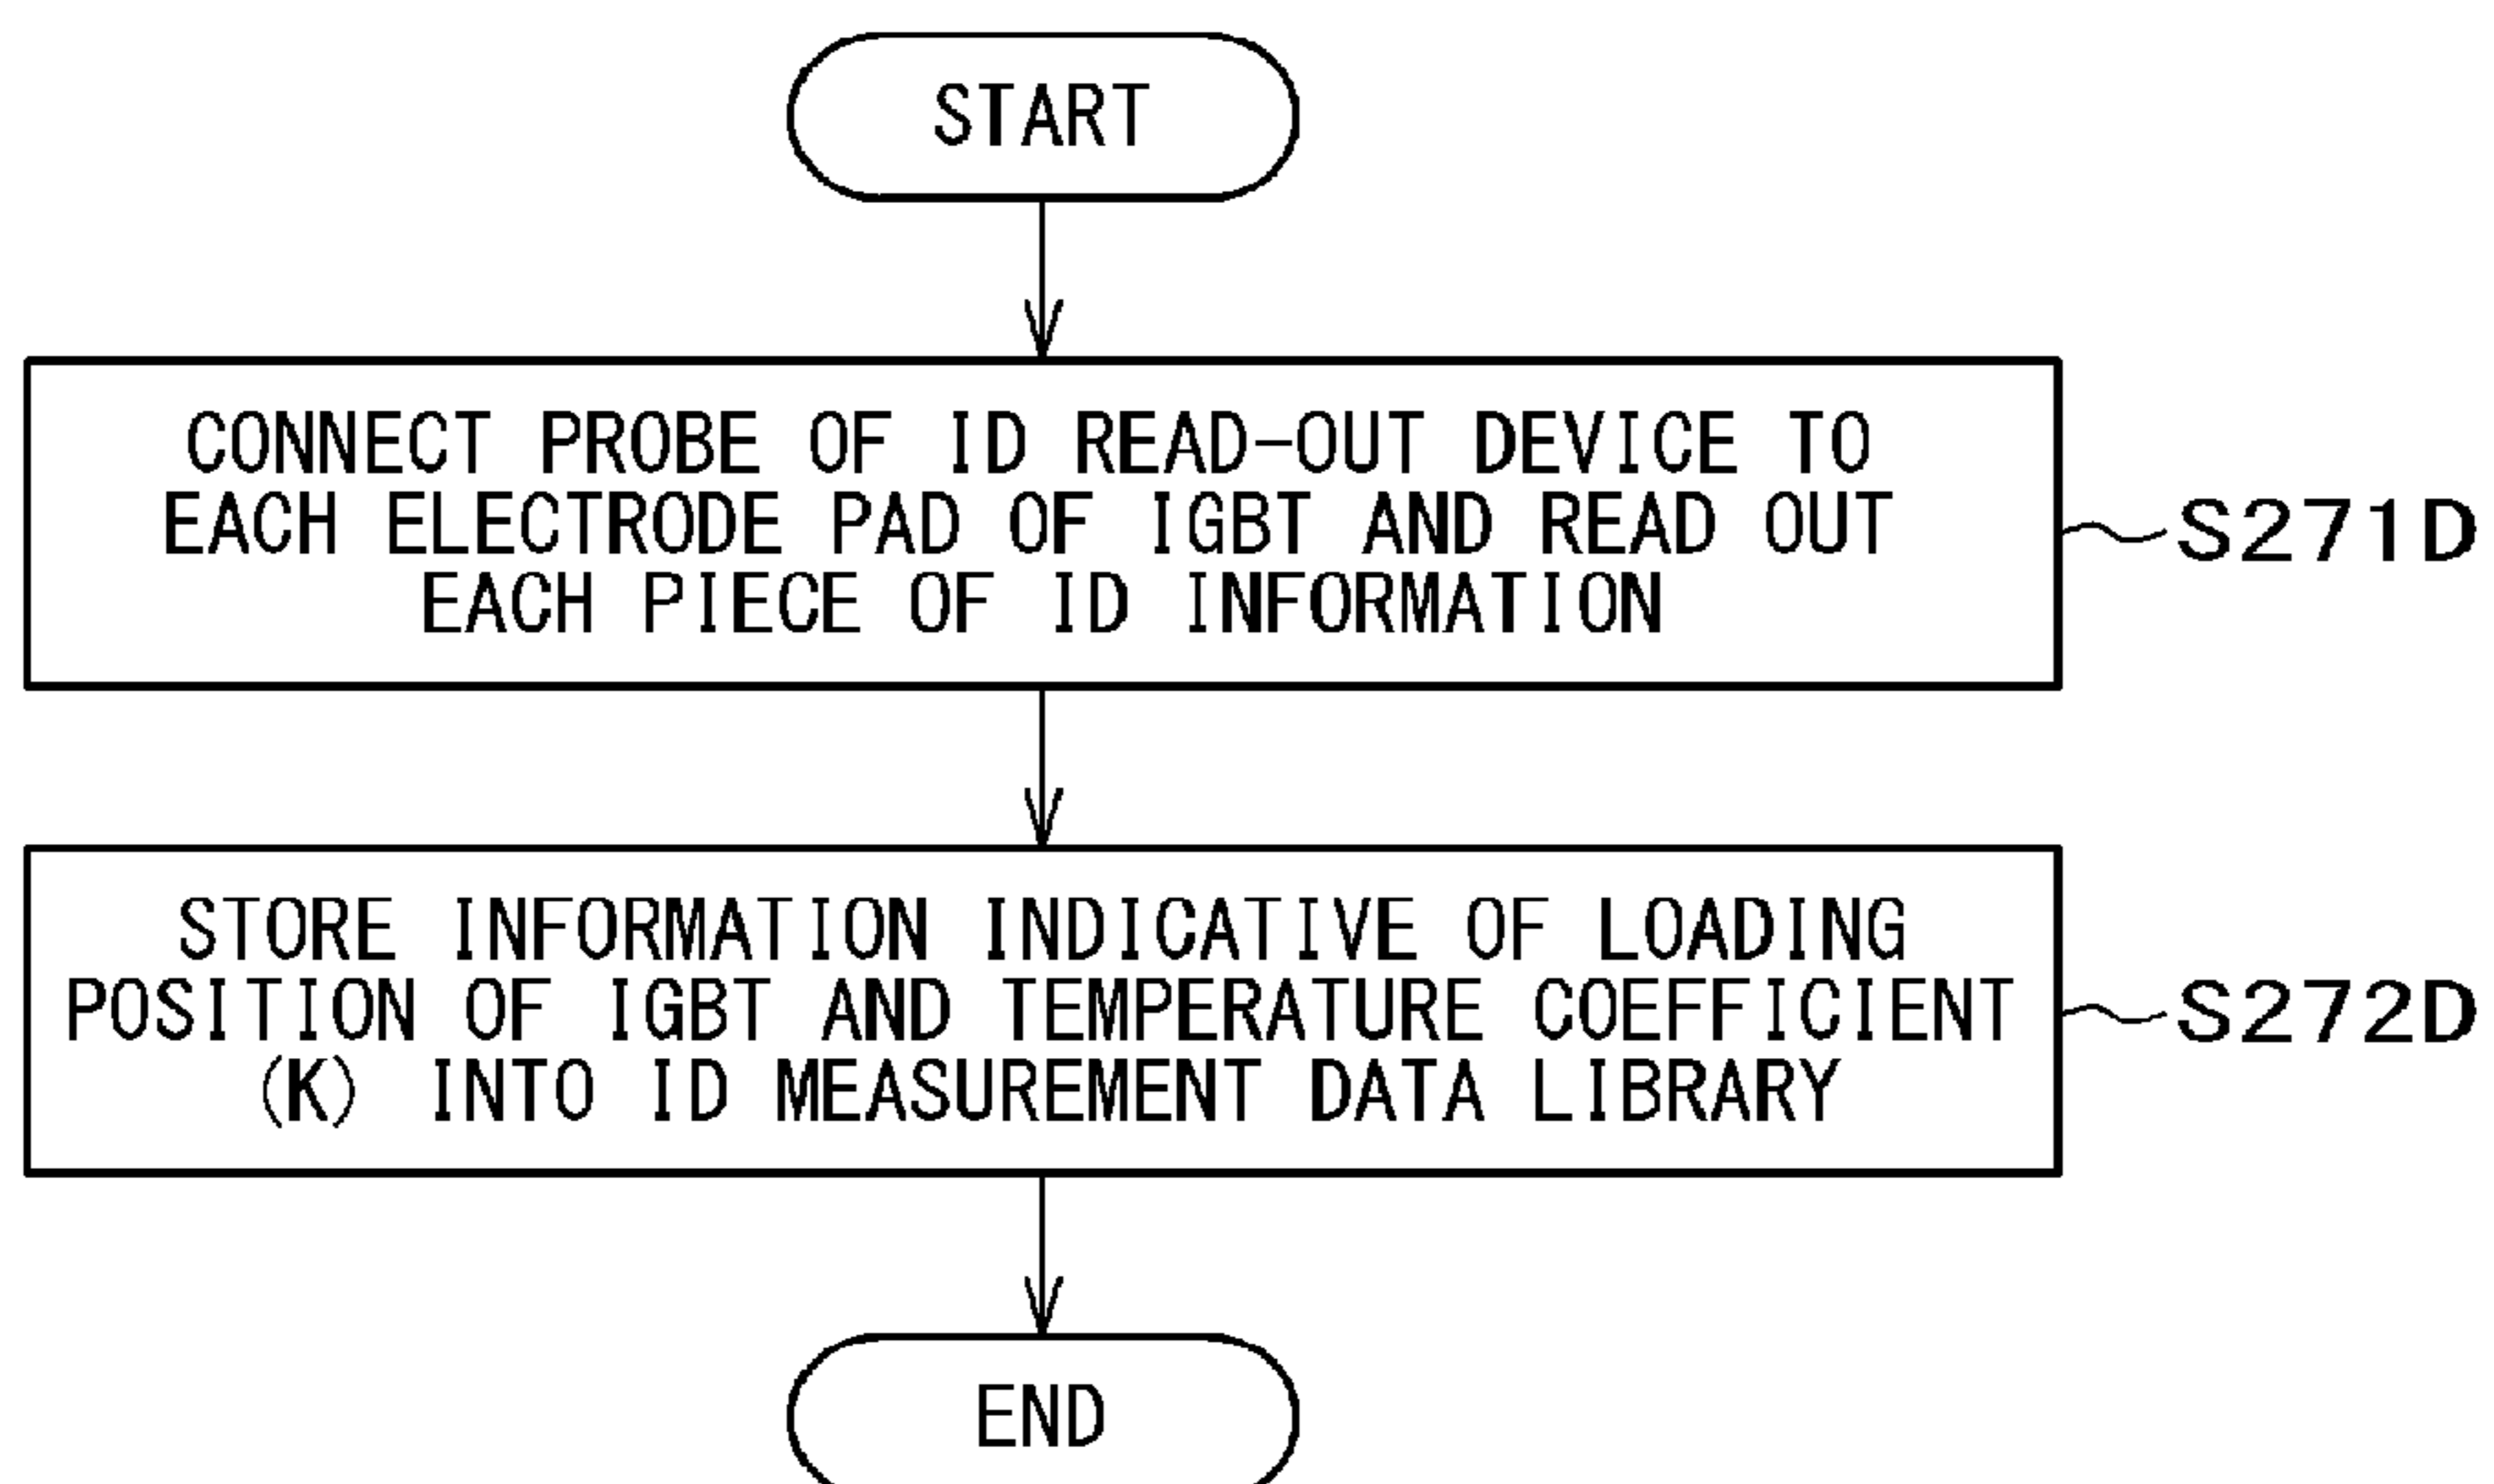 START
CONNECT PROBE OF ID READ-OUT DEVICE TO
EACH ELECTRODE PAD OF IGBT AND READ OUT
EACH PIECE OF ID INFORMATION
S271D
STORE INFORMATION INDICATIVE OF LOADING
POSITION OF IGBT AND TEMPERATURE COEFFICIENT
(K) INTO ID MEASUREMENT DATA LIBRARY
S272D
END